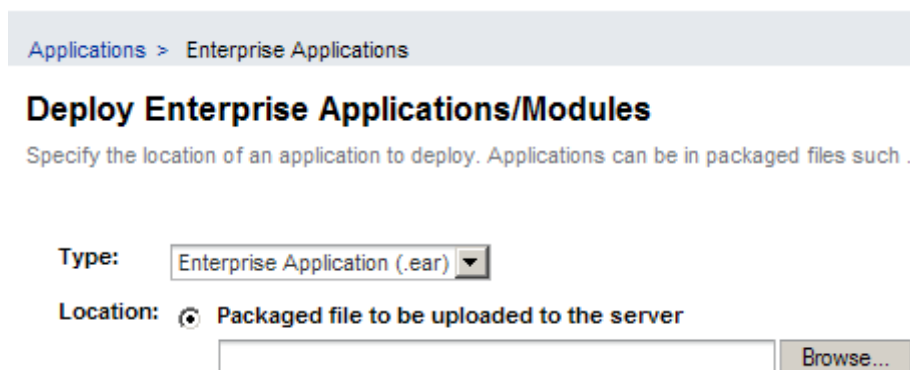 Applications > Enterprise Applications
Deploy Enterprise Applications/Modules
Specify the location of an application to deploy. Applications can be in packaged files such .
Type: Enterprise Application (.ear)
Location: Packaged file to be uploaded to the server
Browse...